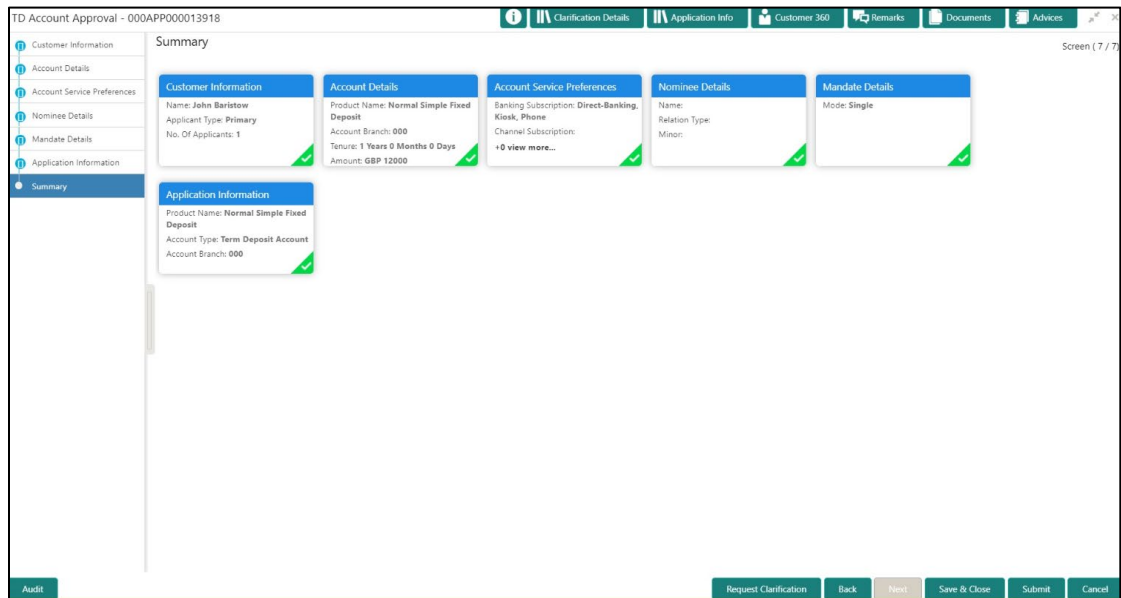 TD Account Approval - 000APP000013918
i
Clarification Details
Application Info
Customer 360
Remarks
Documents
Advices
Customer Information
Account Details
Account Service Preferences
Nominee Details
Mandate Details
Application Information
Summary
Summary
Screen ( 7 / 7)
Customer Information
Name: John Baristow
Applicant Type: Primary
No. Of Applicants: 1
Account Details
Product Name: Normal Simple Fixed
Deposit
Account Branch: 000
Tenure: 1 Years 0 Months 0 Days
Amount: GBP 12000
Account Service Preferences
Banking Subscription: Direct-Banking,
Kiosk, Phone
Channel Subscription:
+0 view more...
Nominee Details
Name:
Relation Type:
Minor:
Mandate Details
Mode: Single
Application Information
Product Name: Normal Simple Fixed
Deposit
Account Type: Term Deposit Account
Account Branch: 000
Audit
Request Clarification
Back
Next
Save & Close
Submit
Cancel